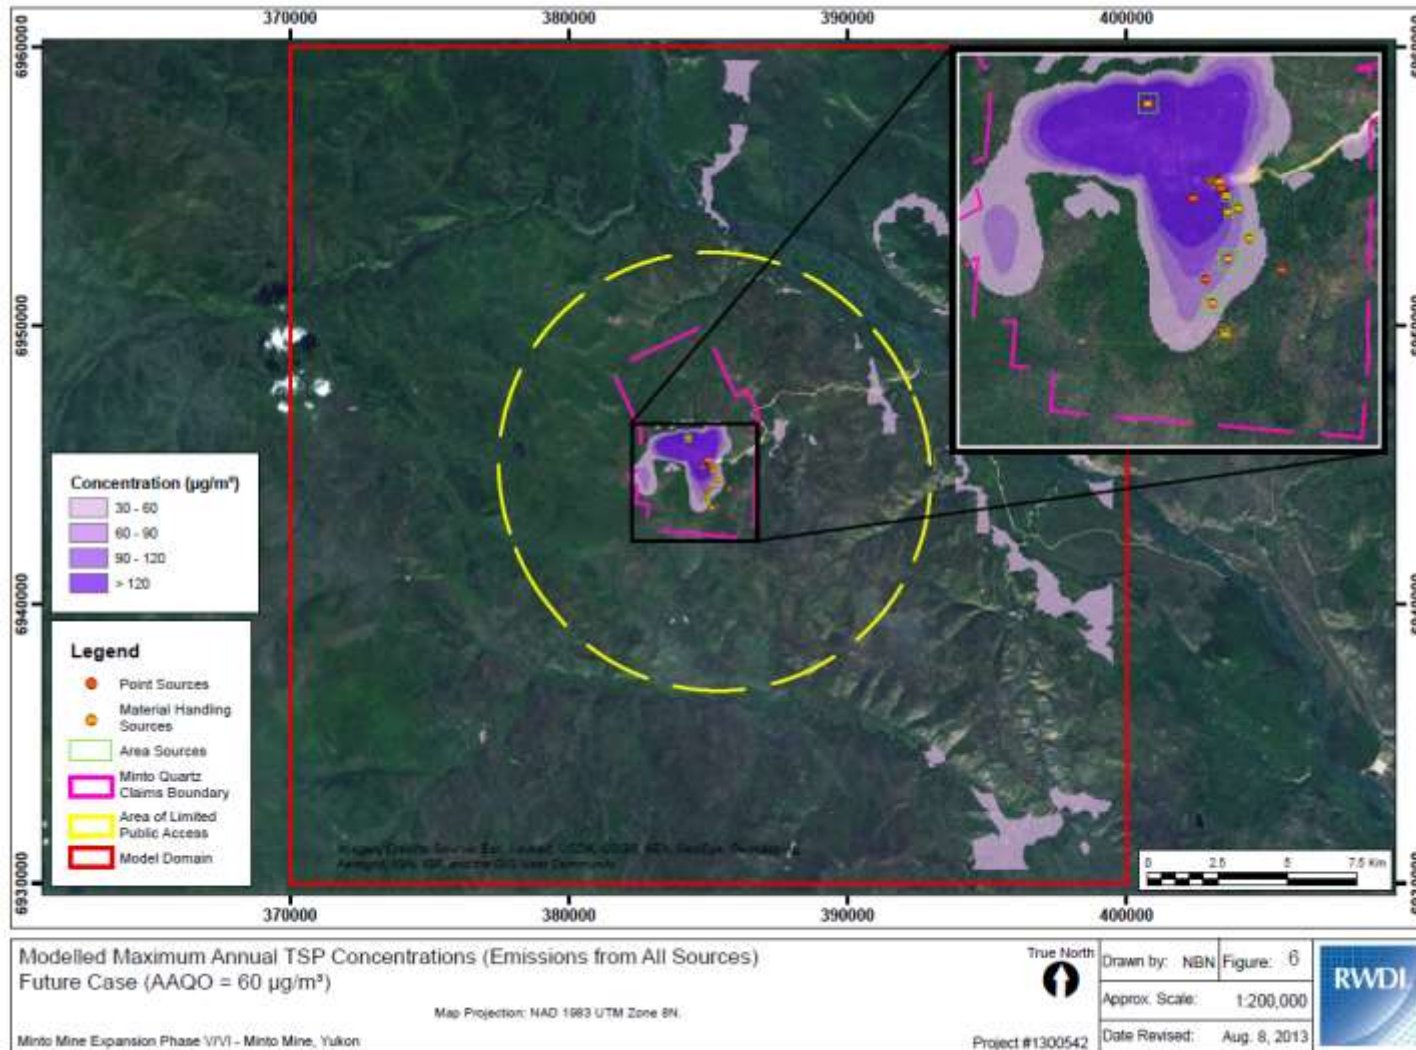 370000 380000 390000 400000
6960000
6950000
6940000
6930000
Concentration (µg/m³)
30 - 60
60 - 90
90 - 120
> 120
Legend
Point Sources
Material Handling
Sources
Area Sources
Minto Quartz
Claims Boundary
Area of Limited
Public Access
Model Domain
0 2.5 5 7.5 Km
370000 380000 390000 400000
Modelled Maximum Annual TSP Concentrations (Emissions from All Sources)
Future Case (AAQO = 60 µg/m³)
Map Projection: NAD 1983 UTM Zone 8N.
Minto Mine Expansion Phase V/VI - Minto Mine, Yukon
True North
Project #1300542
Drawn by: NBN Figure: 6
Approx. Scale: 1:200,000
Date Revised: Aug. 8, 2013
RWDI